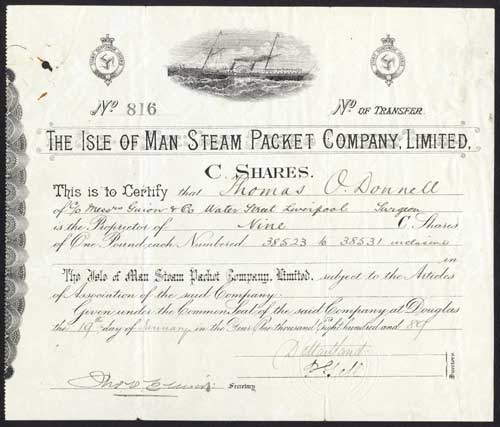 No 816
No OF TRANSFER
THE ISLE OF MAN STEAM PACKET COMPANY, LIMITED.
C. SHARES.
This is to Certify that Thomas O. Donnell
of C/o Messrs Guion & Co Water Street Liverpool Surgeon
is the Proprietor of Nine C. Shares
of One Pound, each Numbered 38523 to 38531 inclusive
in
The Isle of Man Steam Packet Company, Limited, subject to the Articles
of Association of the said Company.
Given under the Common Seal of the said Company at Douglas
the 19th day of January in the Year One thousand Eight hundred and 89
D Maitland
Directors.
Secretary